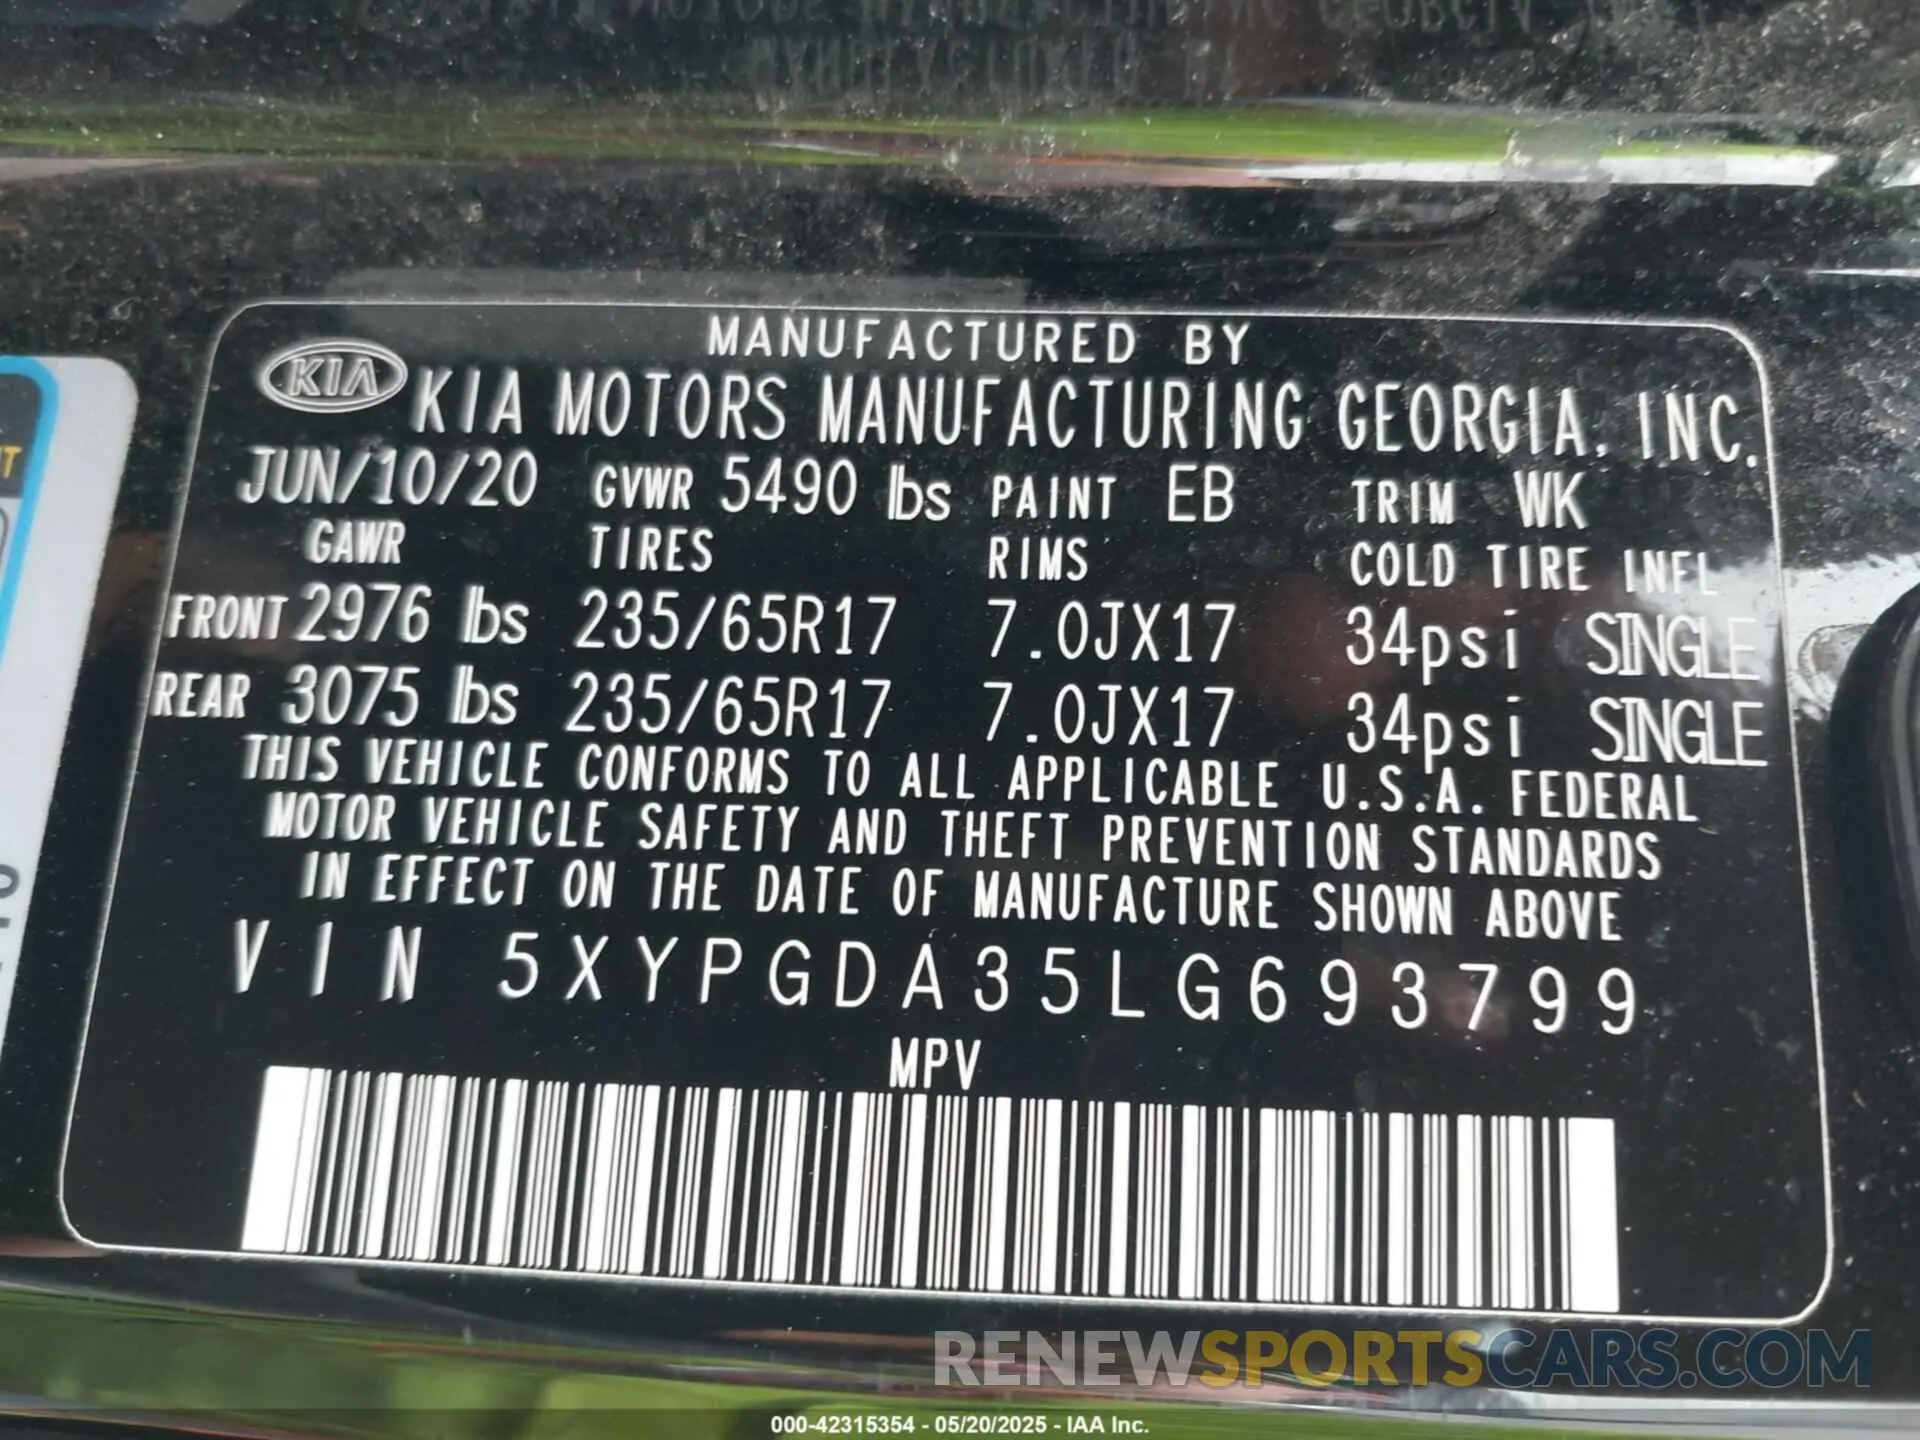 MANUFACTURED BY
KIA KIA MOTORS MANUFACTURING GEORGIA, INC.
JUN/10/20 GVWR 5490 lbs PAINT EB TRIM WK
GAWR TIRES RIMS COLD TIRE INFL
FRONT 2976 lbs 235/65R17 7.0JX17 34psi SINGLE
REAR 3075 lbs 235/65R17 7.0JX17 34psi SINGLE
THIS VEHICLE CONFORMS TO ALL APPLICABLE U.S.A. FEDERAL
MOTOR VEHICLE SAFETY AND THEFT PREVENTION STANDARDS
IN EFFECT ON THE DATE OF MANUFACTURE SHOWN ABOVE
VIN 5XYPGDA35LG693799
MPV
RENEWSPORTSCARS.COM
000-42315354 - 05/20/2025 - IAA Inc.